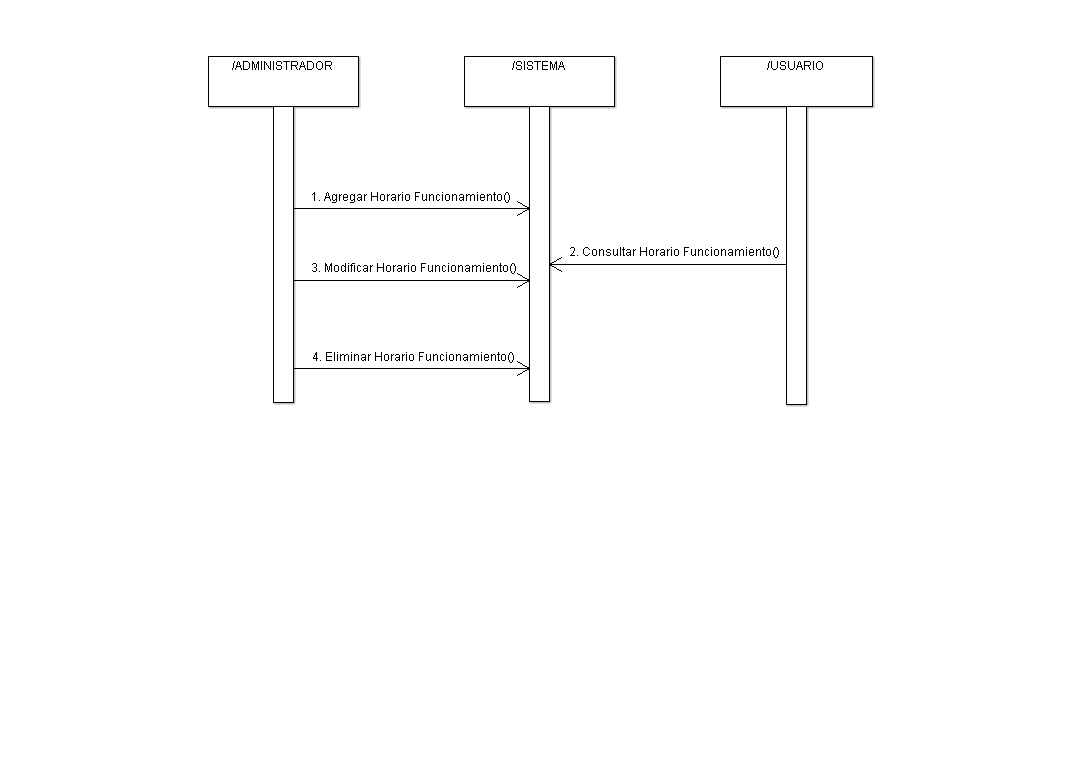 /ADMINISTRADOR
/SISTEMA
/USUARIO
1. Agregar Horario Funcionamiento()
2. Consultar Horario Funcionamiento()
3. Modificar Horario Funcionamiento()
4. Eliminar Horario Funcionamiento()